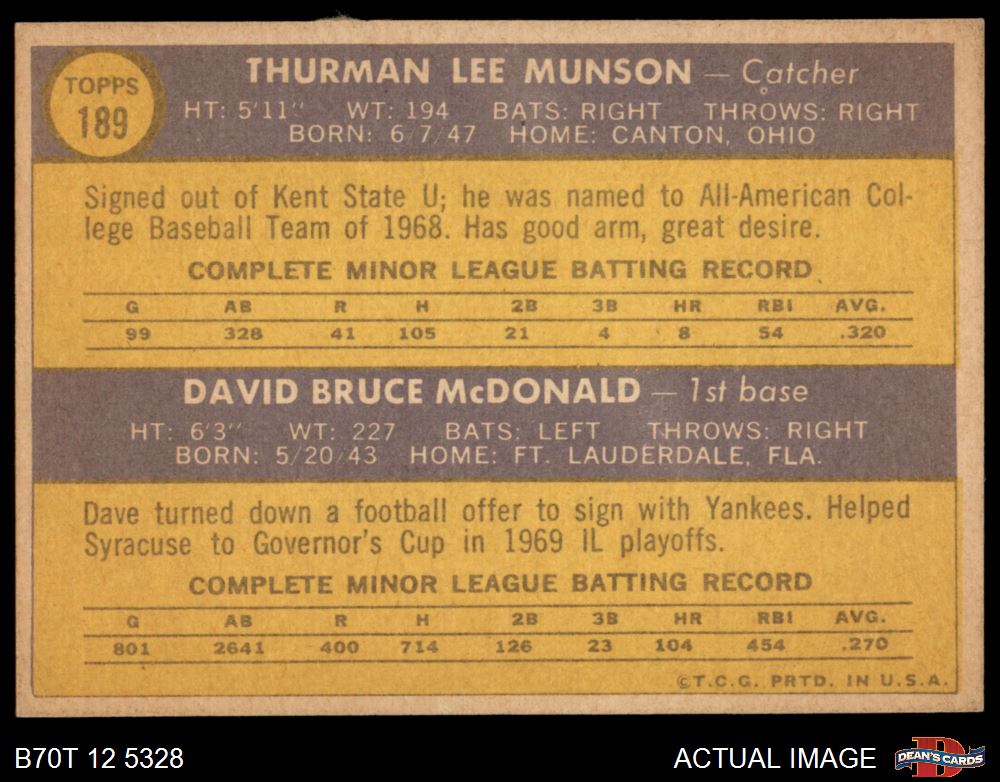 TOPPS
189
THURMAN LEE MUNSON — Catcher
HT: 5'11" WT: 194 BATS: RIGHT THROWS: RIGHT
BORN: 6/7/47 HOME: CANTON, OHIO
Signed out of Kent State U; he was named to All-American Col-
lege Baseball Team of 1968. Has good arm, great desire.
COMPLETE MINOR LEAGUE BATTING RECORD
G AB R H 2B 3B HR RBI AVG.
99 328 41 105 21 4 8 54 .320
DAVID BRUCE McDONALD — 1st base
HT: 6'3" WT: 227 BATS: LEFT THROWS: RIGHT
BORN: 5/20/43 HOME: FT. LAUDERDALE, FLA.
Dave turned down a football offer to sign with Yankees. Helped
Syracuse to Governor's Cup in 1969 IL playoffs.
COMPLETE MINOR LEAGUE BATTING RECORD
G AB R H 2B 3B HR RBI AVG.
801 2641 400 714 126 23 104 454 .270
©T.C.G. PRTD. IN U.S.A.
B70T 12 5328
ACTUAL IMAGE
DEAN'S CARDS